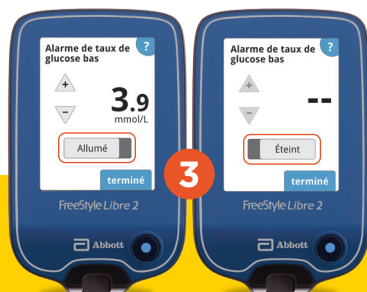 Alarme de taux de
glucose bas
?
3.9
mmol/L
Allumé
terminé
FreeStyle Libre 2
Abbott
3
Alarme de taux de
glucose bas
?
--
Éteint
terminé
FreeStyle Libre 2
Abbott